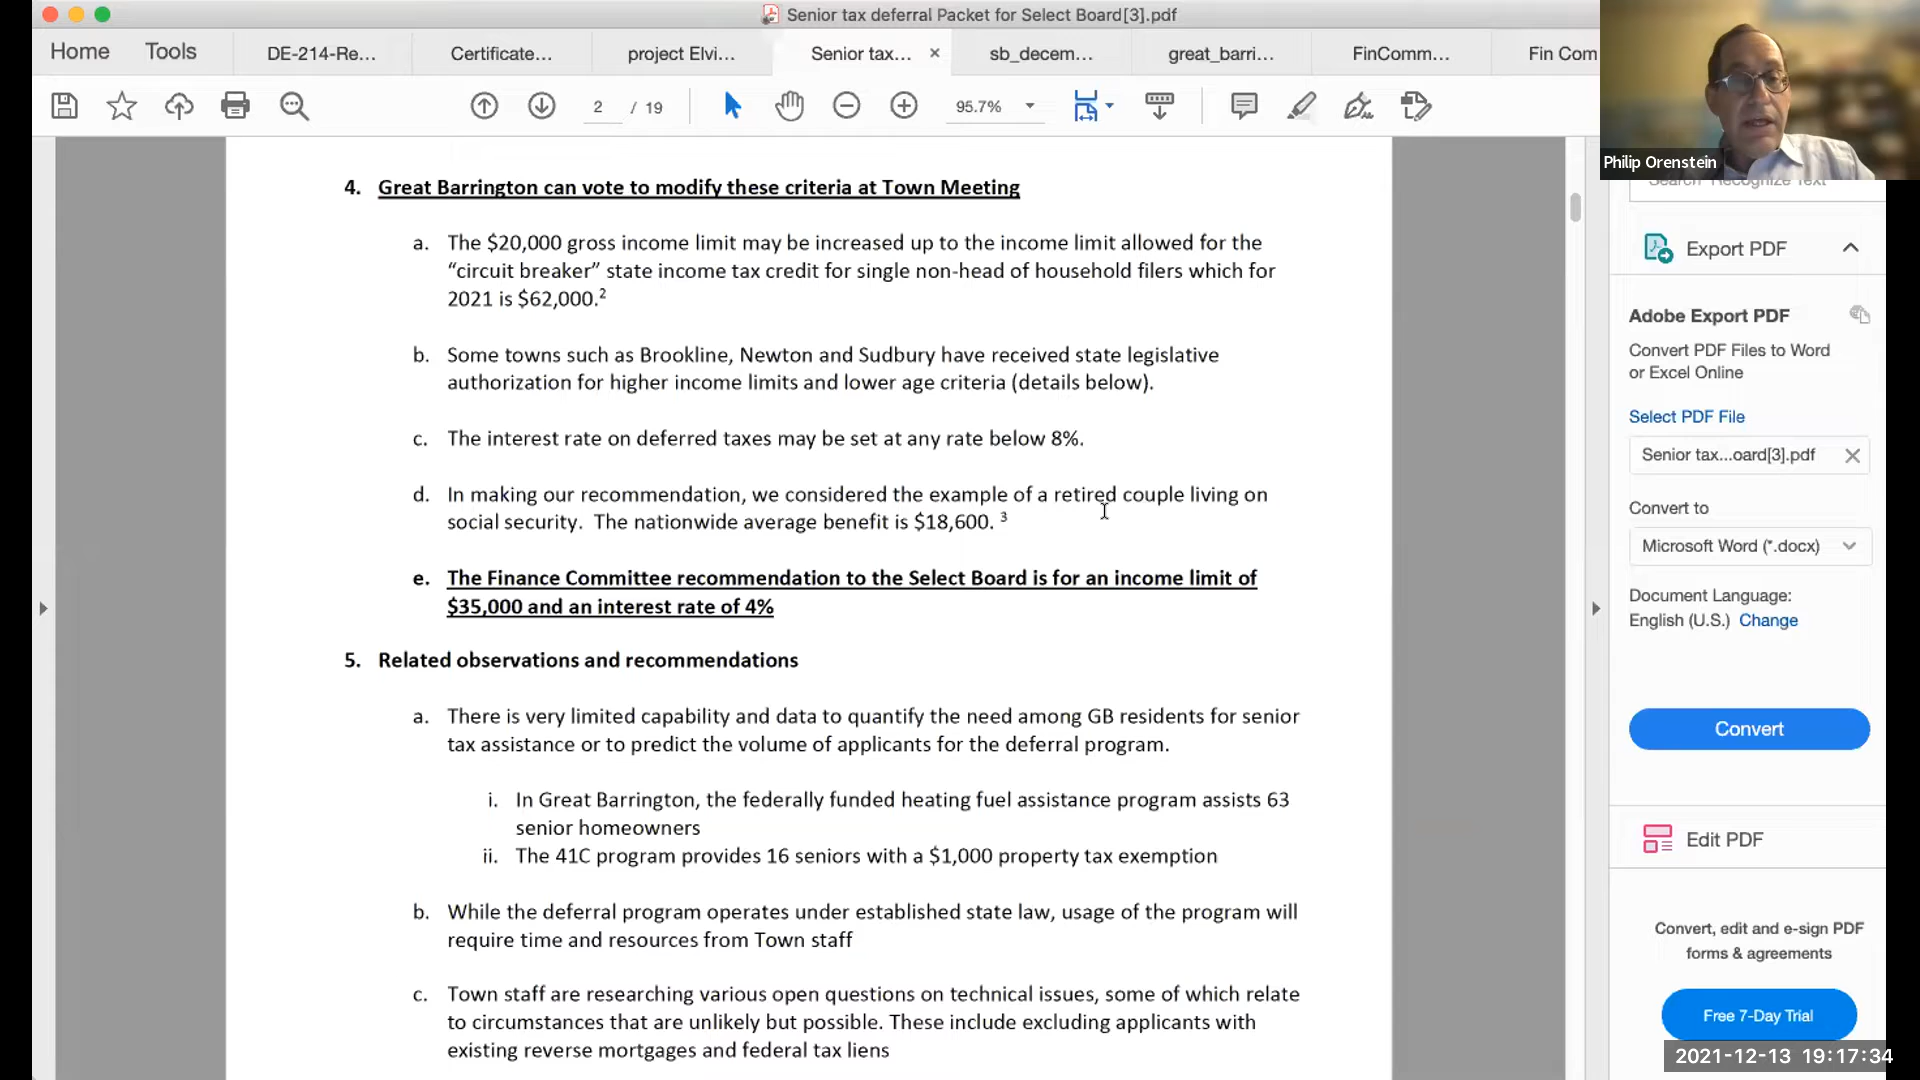 Senior tax deferral Packet for Select Board[3].pdf
Home
Tools
DE-214-Re...
Certificate...
project Elvi...
Senior tax...
sb_decem...
great_barri...
FinComm...
Fin Com
2 / 19
95.7%
Philip Orenstein
4. Great Barrington can vote to modify these criteria at Town Meeting
a. The $20,000 gross income limit may be increased up to the income limit allowed for the
“circuit breaker” state income tax credit for single non-head of household filers which for
2021 is $62,000.2
b. Some towns such as Brookline, Newton and Sudbury have received state legislative
authorization for higher income limits and lower age criteria (details below).
c. The interest rate on deferred taxes may be set at any rate below 8%.
d. In making our recommendation, we considered the example of a retired couple living on
social security. The nationwide average benefit is $18,600. 3
e. The Finance Committee recommendation to the Select Board is for an income limit of
$35,000 and an interest rate of 4%
5. Related observations and recommendations
a. There is very limited capability and data to quantify the need among GB residents for senior
tax assistance or to predict the volume of applicants for the deferral program.
i. In Great Barrington, the federally funded heating fuel assistance program assists 63
senior homeowners
ii. The 41C program provides 16 seniors with a $1,000 property tax exemption
b. While the deferral program operates under established state law, usage of the program will
require time and resources from Town staff
c. Town staff are researching various open questions on technical issues, some of which relate
to circumstances that are unlikely but possible. These include excluding applicants with
existing reverse mortgages and federal tax liens
Search "Recognize Text"
Export PDF
Adobe Export PDF
Convert PDF Files to Word
or Excel Online
Select PDF File
Senior tax...oard[3].pdf
Convert to
Microsoft Word (*.docx)
Document Language:
English (U.S.) Change
Convert
Edit PDF
Convert, edit and e-sign PDF
forms & agreements
Free 7-Day Trial
2021-12-13 19:17:34